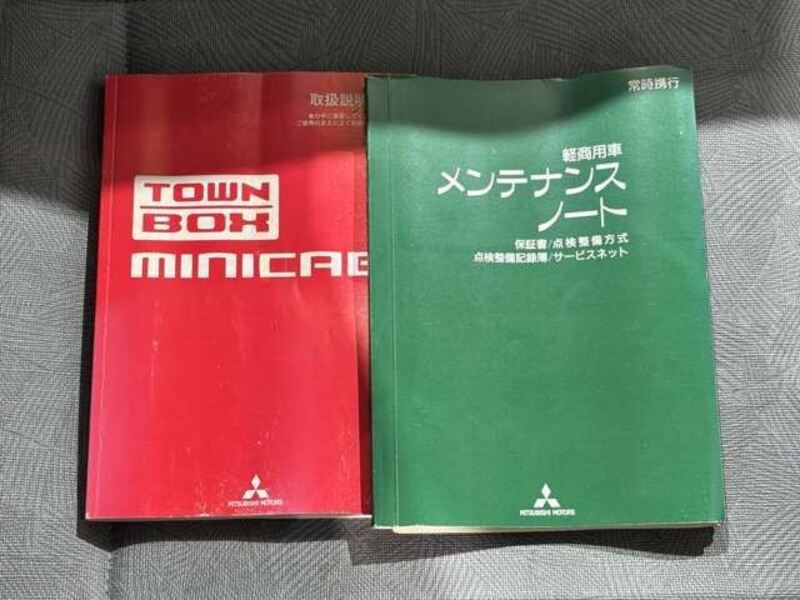 取扱説明
TOWN
BOX
MINICAB
MITSUBISHI MOTORS
常時携行
軽商用車
メンテナンス
ノート
保証書/点検整備方式
点検整備記録簿/サービスネット
MITSUBISHI MOTORS